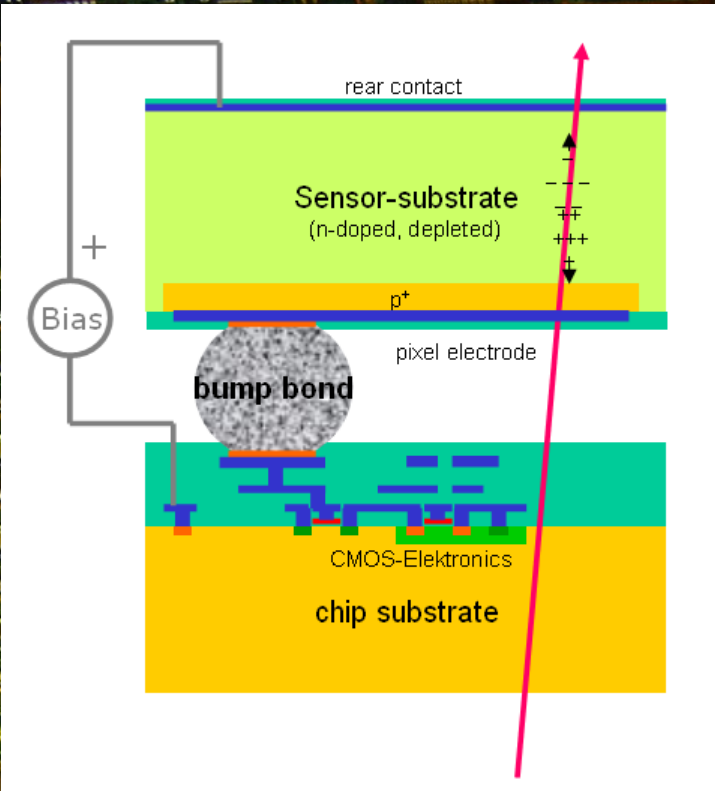 rear contact
Sensor-substrate
(n-doped, depleted)
+
- 
- - -
-
++
+++
+
p+
Bias
pixel electrode
bump bond
CMOS-Elektronics
chip substrate